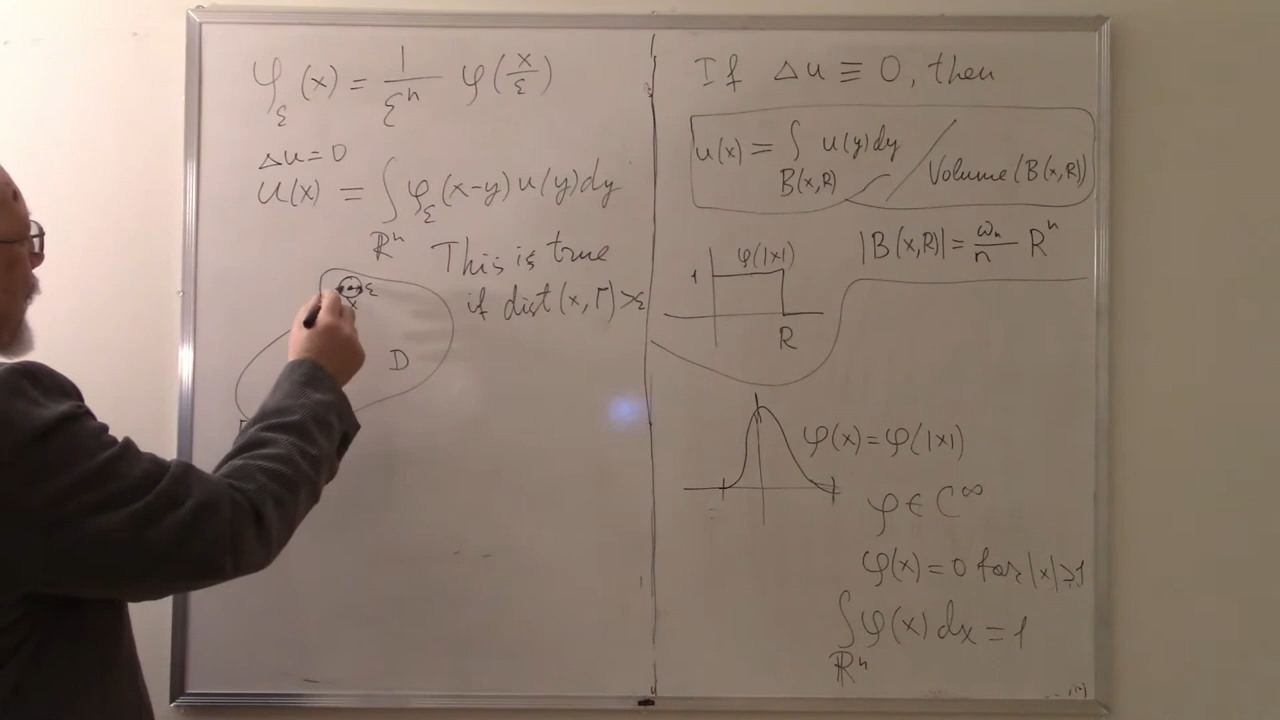 φ_ε (x) = 1/ε^n φ(x/ε)
Δu = 0
u(x) = ∫_{ℝ^n} φ_ε (x-y) u(y) dy
This is true
if dist(x, Γ) > ε
ε
x
D
If Δu ≡ 0, then
u(x) = ∫_{B(x,R)} u(y) dy / Volume (B(x,R))
|B(x,R)| = ω_n/n R^n
φ(|x|)
1
R
φ(x) = φ(|x|)
φ ∈ C^∞
φ(x) = 0 for |x| ≥ 1
∫_{ℝ^n} φ(x) dx = 1